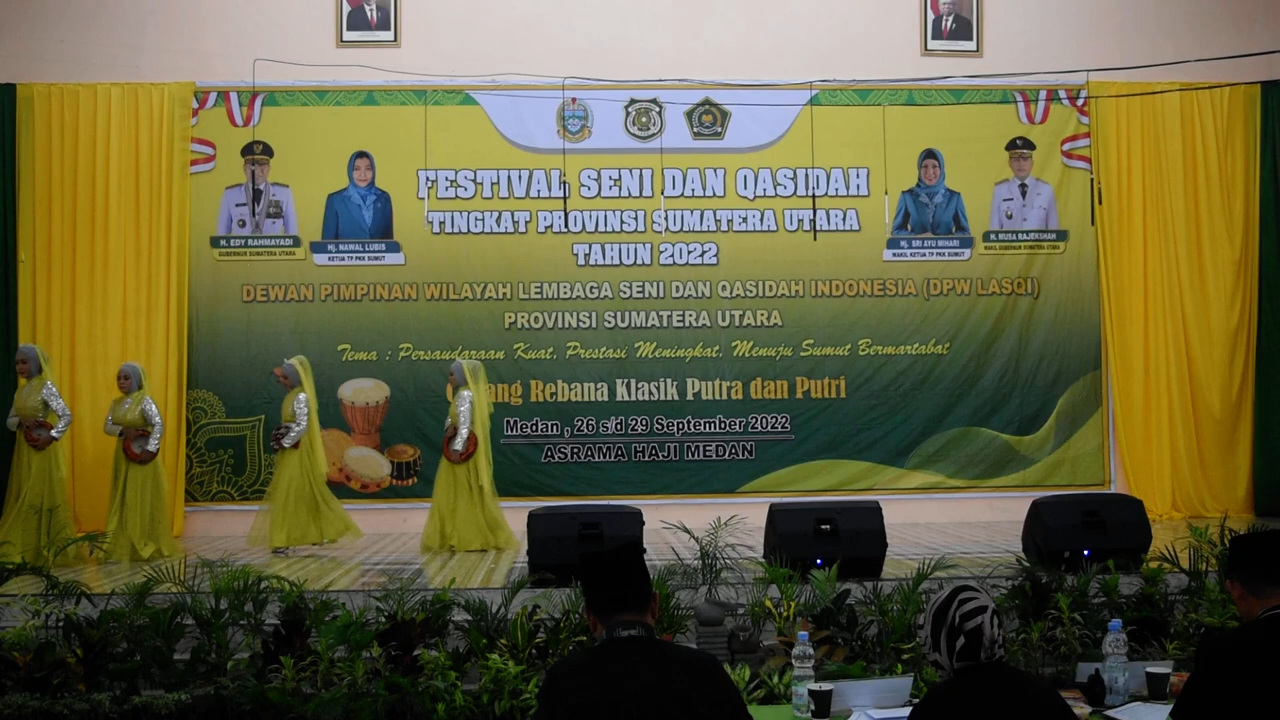 FESTIVAL SENI DAN QASIDAH
TINGKAT PROVINSI SUMATERA UTARA
TAHUN 2022
H. EDY RAHMAYADI
GUBERNUR SUMATERA UTARA
Hj. NAWAL LUBIS
KETUA TP PKK SUMUT
Hj. SRI AYU MIHARI
WAKIL KETUA TP PKK SUMUT
H. MUSA RAJEKSHAH
WAKIL GUBERNUR SUMATERA UTARA
DEWAN PIMPINAN WILAYAH LEMBAGA SENI DAN QASIDAH INDONESIA (DPW LASQI)
PROVINSI SUMATERA UTARA
Tema : Persaudaraan Kuat, Prestasi Meningkat, Menuju Sumut Bermartabat
Rebana Klasik Putra dan Putri
Medan , 26 s/d 29 September 2022
ASRAMA HAJI MEDAN